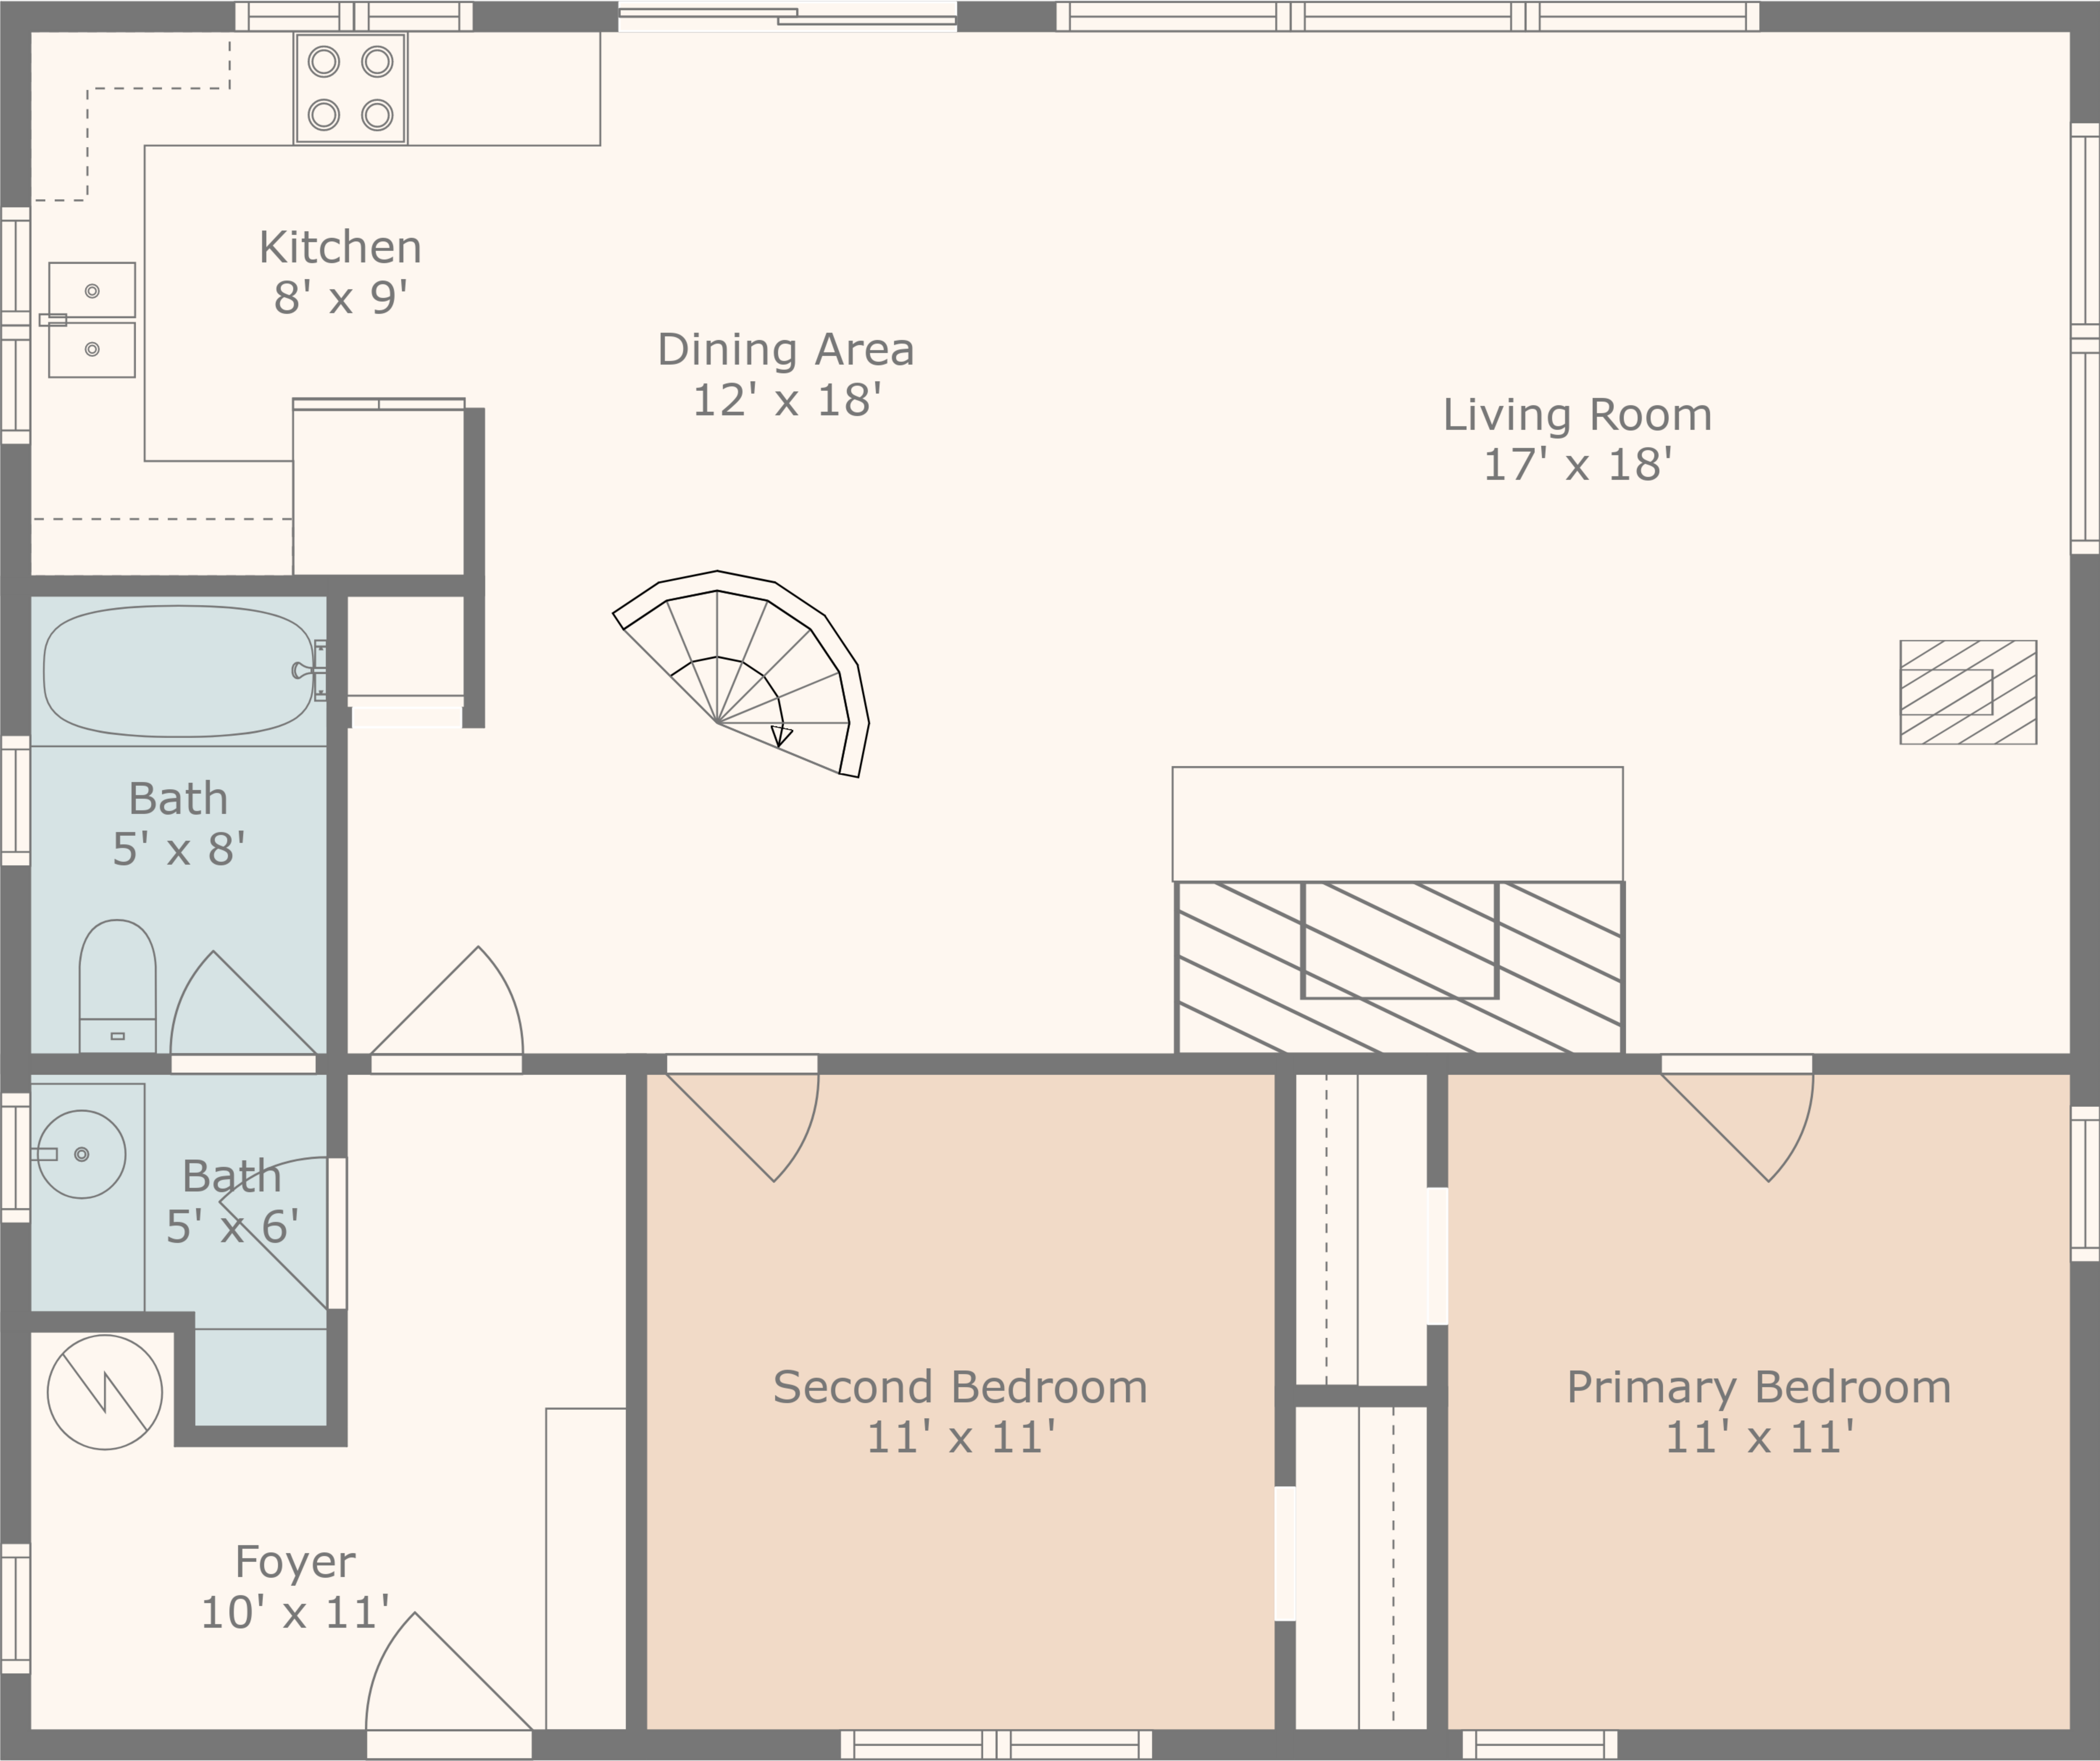 Kitchen
8' x 9'
Dining Area
12' x 18'
Living Room
17' x 18'
Bath
5' x 8'
Bath
5' x 6'
Second Bedroom
11' x 11'
Primary Bedroom
11' x 11'
Foyer
10' x 11'